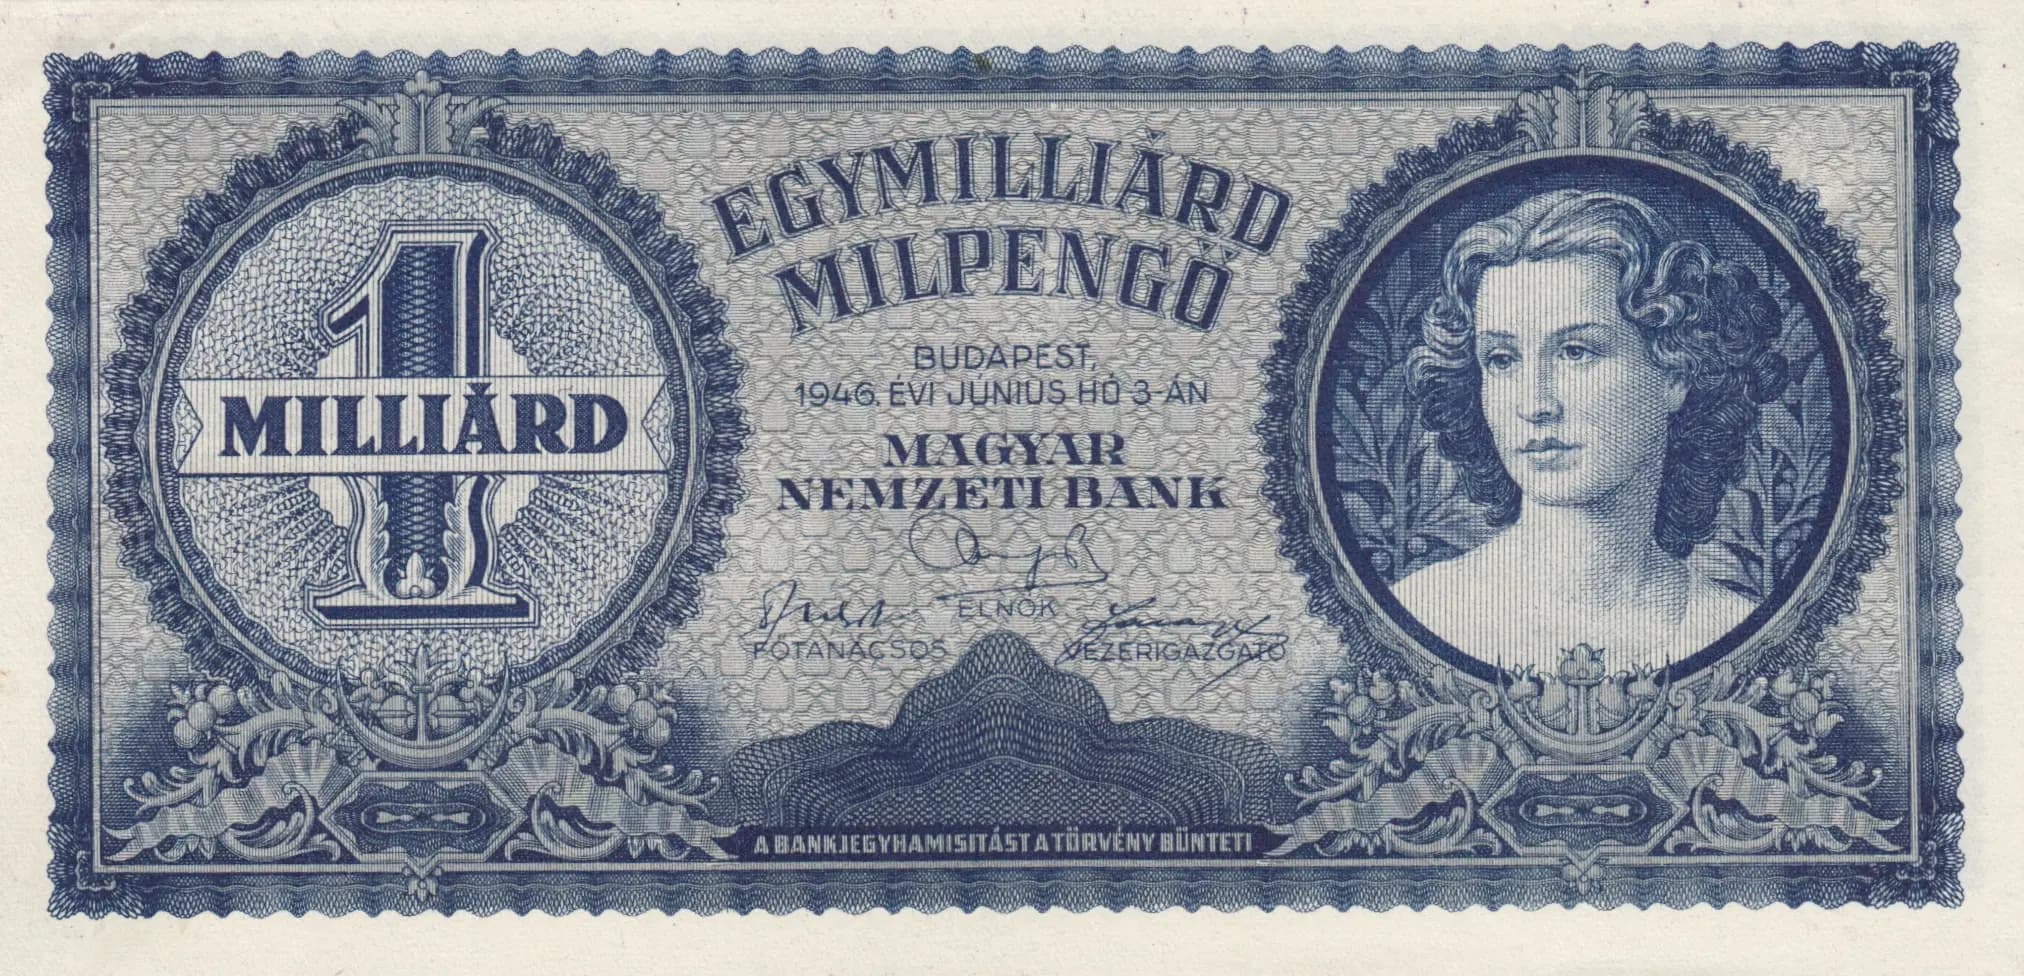 EGYMILLIÁRD
MILPENGŐ
1
MILLIÁRD
BUDAPEST,
1946. ÉVI JÚNIUS HÓ 3-ÁN
MAGYAR
NEMZETI BANK
ELNÖK
FŐTANÁCSOS
VEZÉRIGAZGATÓ
A BANKJEGYHAMISITÁST A TÖRVÉNY BÜNTETI